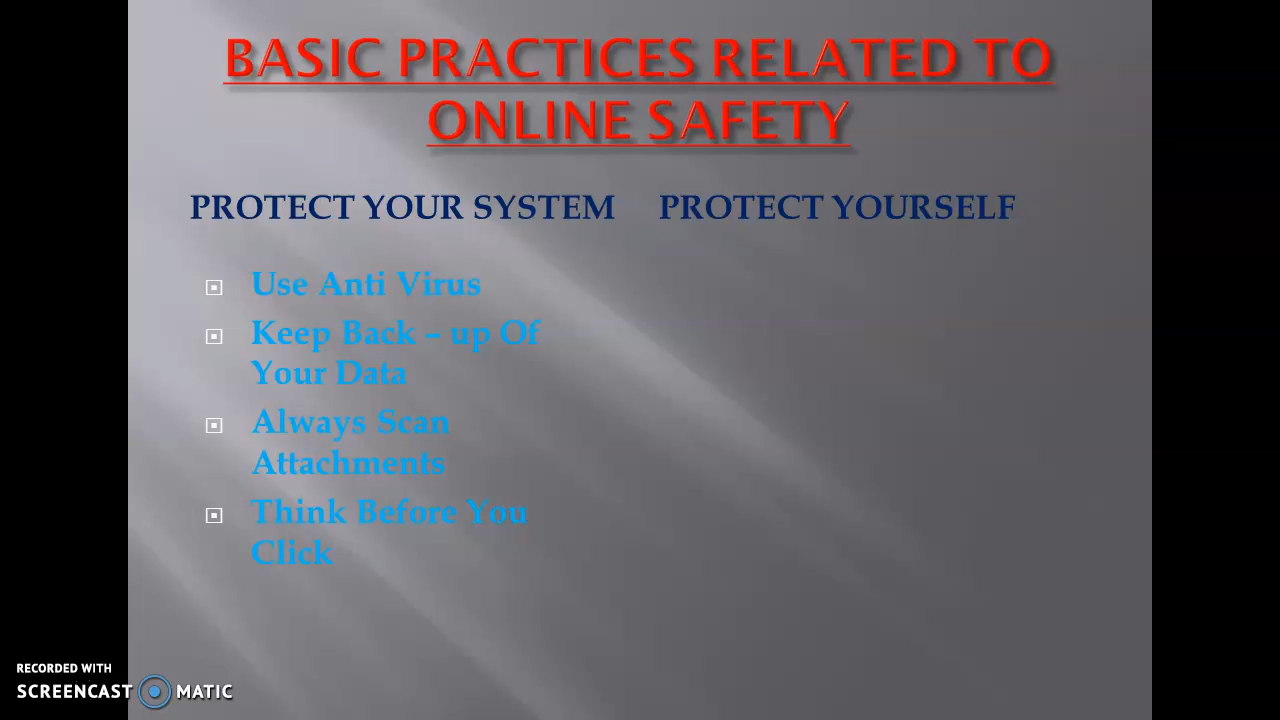 BASIC PRACTICES RELATED TO
ONLINE SAFETY
PROTECT YOUR SYSTEM
Use Anti Virus
Keep Back – up Of
Your Data
Always Scan
Attachments
Think Before You
Click
PROTECT YOURSELF
RECORDED WITH
SCREENCAST MATIC